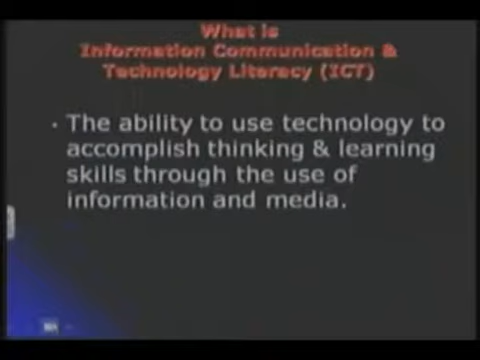 What is
Information Communication &
Technology Literacy (ICT)
• The ability to use technology to
accomplish thinking & learning
skills through the use of
information and media.